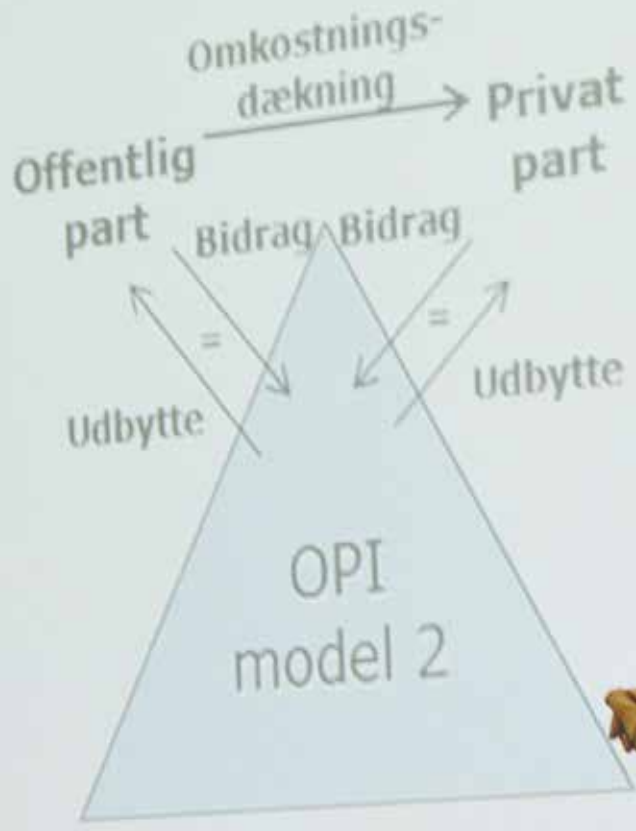 Omkostnings-
dækning
Offentlig
part
Privat
part
Bidrag
Bidrag
=
=
Udbytte
Udbytte
OPI
model 2